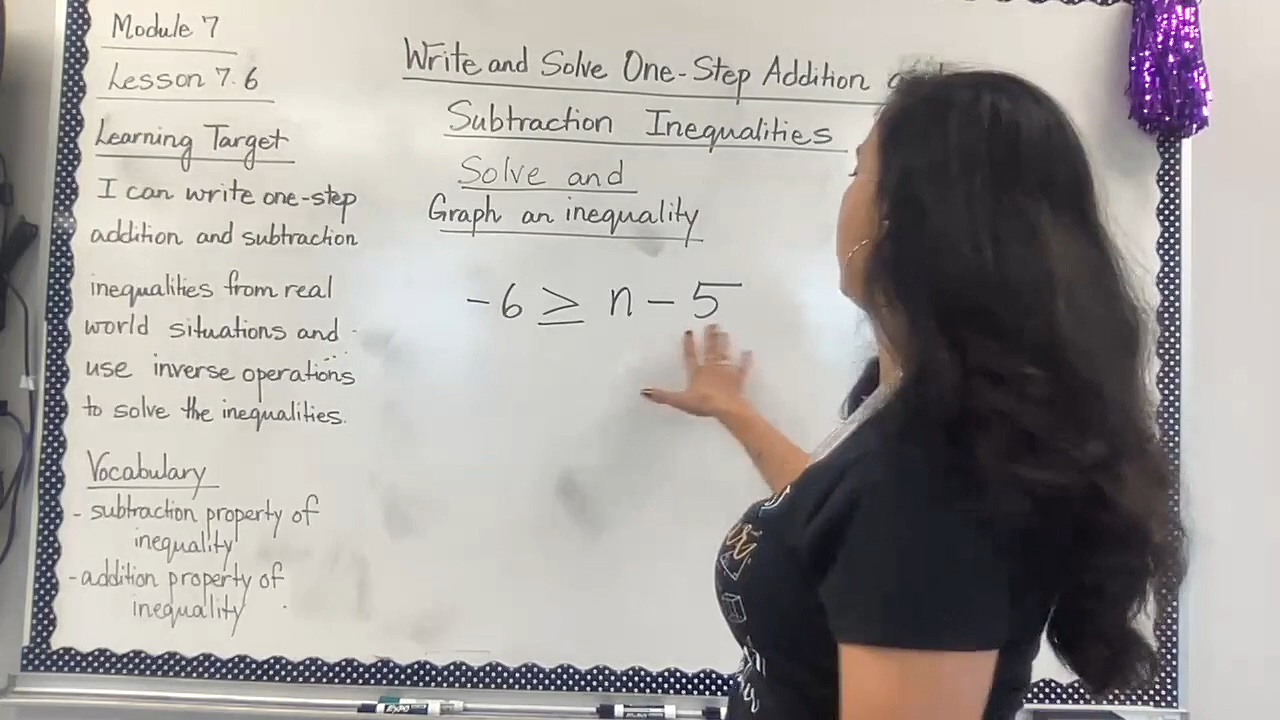 Module 7
Lesson 7.6
Learning Target
I can write one-step
addition and subtraction
inequalities from real
world situations and
use inverse operations
to solve the inequalities.
Vocabulary
- subtraction property of
inequality
- addition property of
inequality
Write and Solve One-Step Addition
Subtraction Inequalities
Solve and
Graph an inequality
-6 ≥ n - 5
EXPO